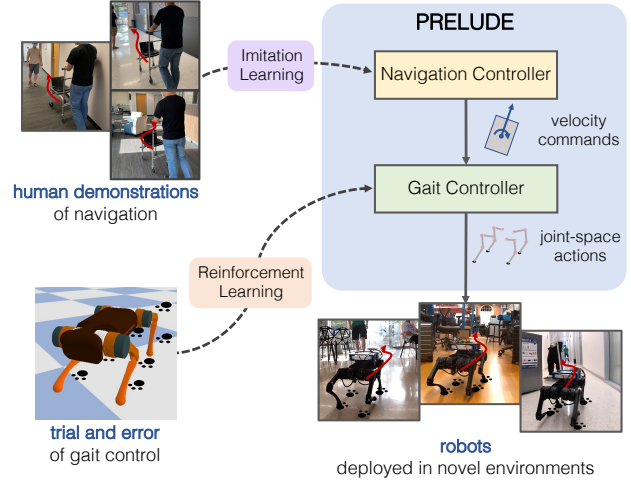 PRELUDE
Imitation
Learning
Navigation Controller
velocity
commands
human demonstrations
of navigation
Gait Controller
joint-space
actions
Reinforcement
Learning
trial and error
of gait control
robots
deployed in novel environments